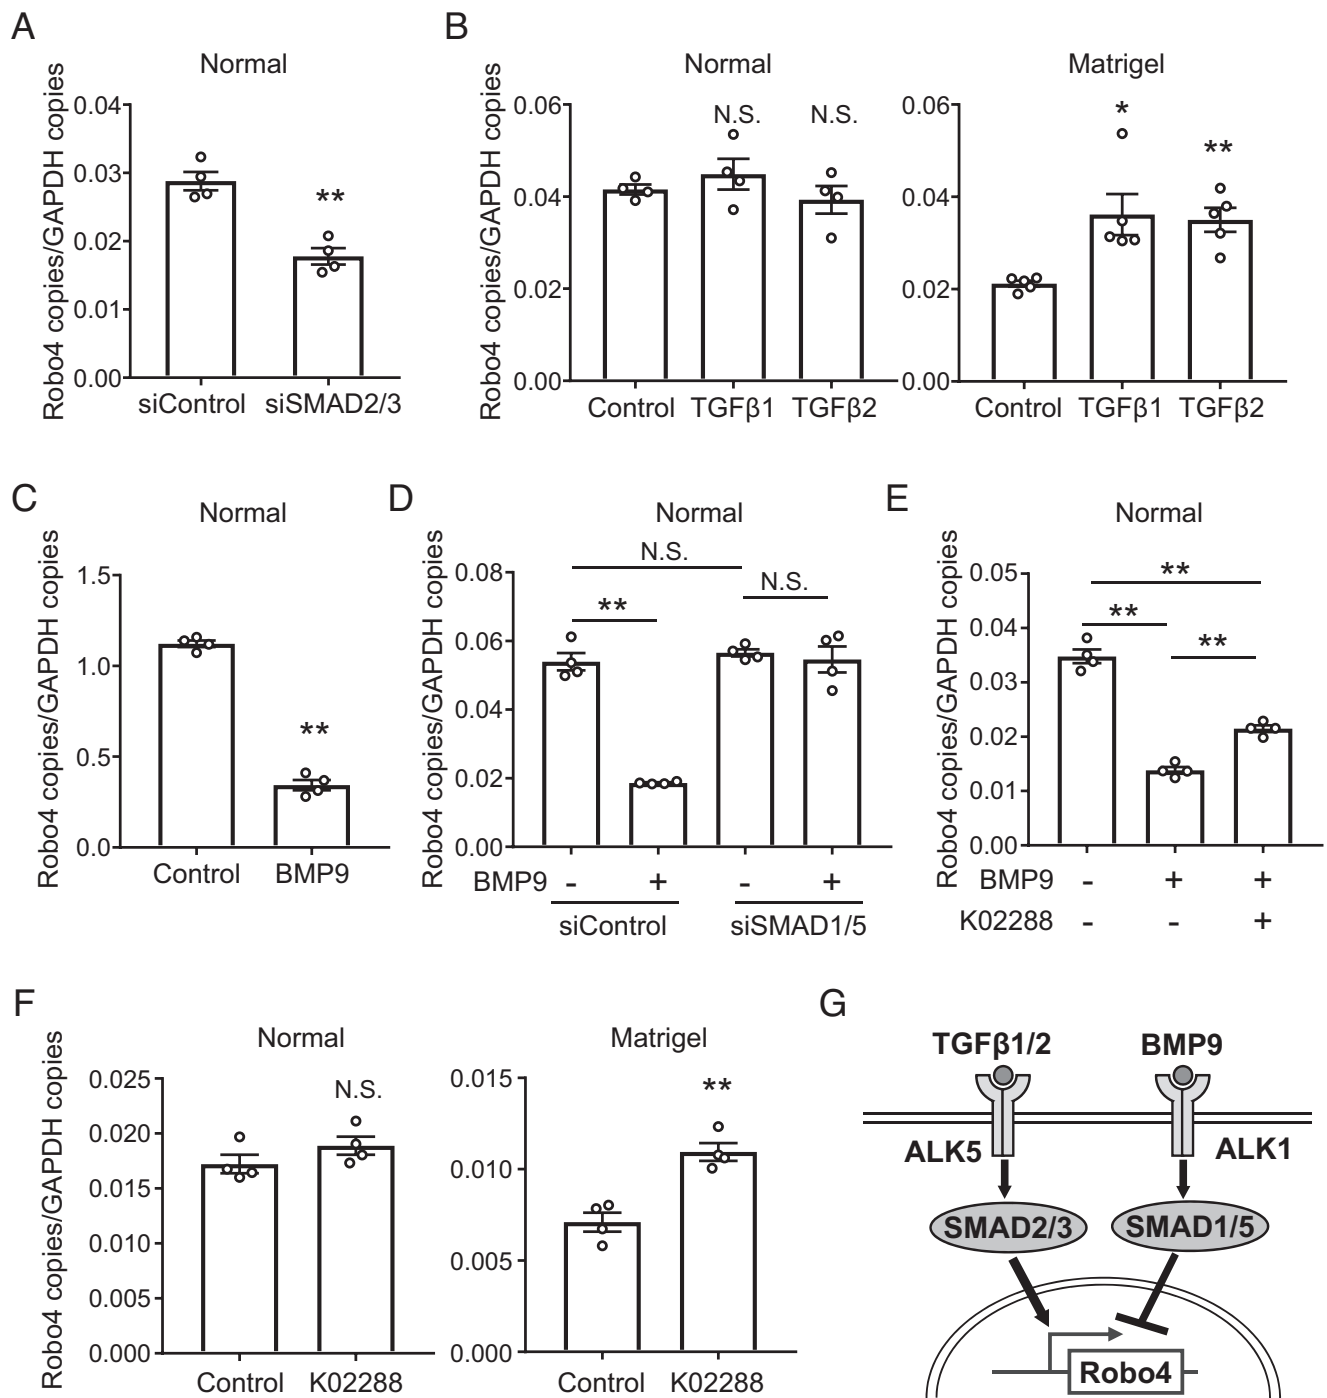 A
Normal
Robo4 copies/GAPDH copies
0.04
0.03
0.02
0.01
0.00
**
siControl siSMAD2/3
B
Normal
Robo4 copies/GAPDH copies
0.06
0.04
0.02
0.00
N.S. N.S.
Control TGFβ1 TGFβ2
Matrigel
0.06
0.04
0.02
0.00
*
**
Control TGFβ1 TGFβ2
C
Normal
Robo4 copies/GAPDH copies
1.5
1.0
0.5
0.0
**
Control BMP9
D
Normal
Robo4 copies/GAPDH copies
0.08
0.06
0.04
0.02
0.00
N.S.
N.S.
**
BMP9 - + - +
siControl siSMAD1/5
E
Normal
Robo4 copies/GAPDH copies
0.05
0.04
0.03
0.02
0.01
0.00
**
**
**
BMP9 - + +
K02288 - - +
F
Normal
Robo4 copies/GAPDH copies
0.025
0.020
0.015
0.010
0.005
0.000
N.S.
Control K02288
Matrigel
0.015
0.010
0.005
0.000
**
Control K02288
G
TGFβ1/2 BMP9
ALK5 ALK1
SMAD2/3 SMAD1/5
Robo4